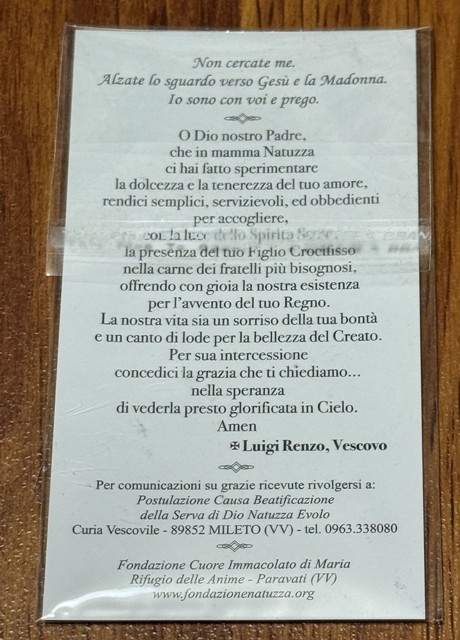 Non cercate me.
Alzate lo sguardo verso Gesù e la Madonna.
Io sono con voi e prego.
O Dio nostro Padre,
che in mamma Natuzza
ci hai fatto sperimentare
la dolcezza e la tenerezza del tuo amore,
rendici semplici, servizievoli, ed obbedienti
per accogliere,
con la luce dello Spirito
la presenza del tuo Figlio Crocifisso
nella carne dei fratelli più bisognosi,
offrendo con gioia la nostra esistenza
per l'avvento del tuo Regno.
La nostra vita sia un sorriso della tua bontà
e un canto di lode per la bellezza del Creato.
Per sua intercessione
concedici la grazia che ti chiediamo...
nella speranza
di vederla presto glorificata in Cielo.
Amen
✠ Luigi Renzo, Vescovo
Per comunicazioni su grazie ricevute rivolgersi a:
Postulazione Causa Beatificazione
della Serva di Dio Natuzza Evolo
Curia Vescovile - 89852 MILETO (VV) - tel. 0963.338080
Fondazione Cuore Immacolato di Maria
Rifugio delle Anime - Paravati (VV)
www.fondazionenatuzza.org